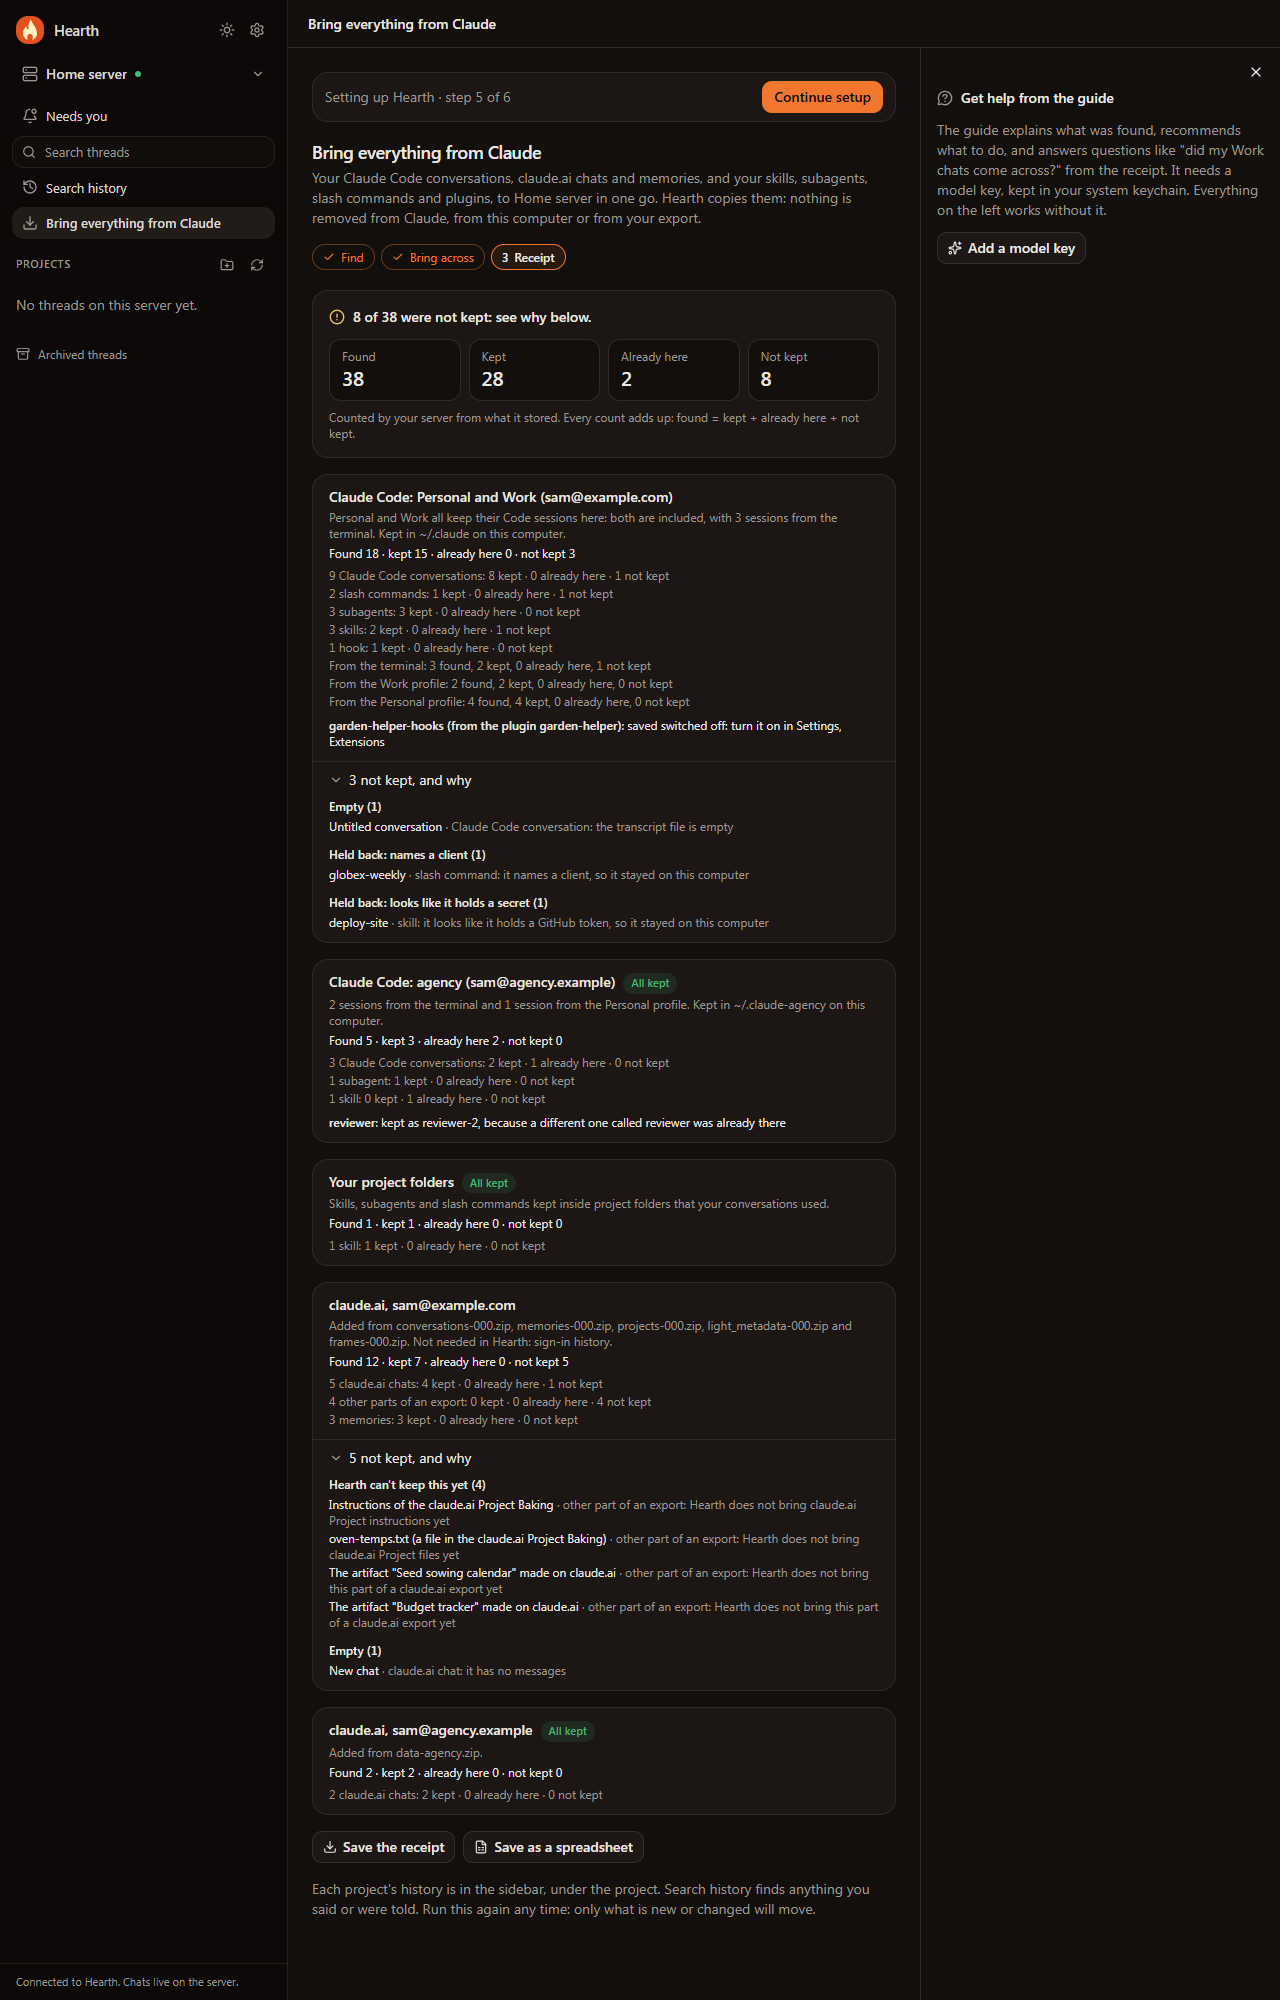 Hearth
Home server
Needs you
Search threads
Search history
Bring everything from Claude
PROJECTS
No threads on this server yet.
Archived threads
Connected to Hearth. Chats live on the server.
Bring everything from Claude
Setting up Hearth · step 5 of 6
Continue setup
Bring everything from Claude
Your Claude Code conversations, claude.ai chats and memories, and your skills, subagents,
slash commands and plugins, to Home server in one go. Hearth copies them: nothing is
removed from Claude, from this computer or from your export.
Find
Bring across
3 Receipt
8 of 38 were not kept: see why below.
Found
38
Kept
28
Already here
2
Not kept
8
Counted by your server from what it stored. Every count adds up: found = kept + already here + not
kept.
Claude Code: Personal and Work (sam@example.com)
Personal and Work all keep their Code sessions here: both are included, with 3 sessions from the
terminal. Kept in ~/.claude on this computer.
Found 18 · kept 15 · already here 0 · not kept 3
9 Claude Code conversations: 8 kept · 0 already here · 1 not kept
2 slash commands: 1 kept · 0 already here · 1 not kept
3 subagents: 3 kept · 0 already here · 0 not kept
3 skills: 2 kept · 0 already here · 1 not kept
1 hook: 1 kept · 0 already here · 0 not kept
From the terminal: 3 found, 2 kept, 0 already here, 1 not kept
From the Work profile: 2 found, 2 kept, 0 already here, 0 not kept
From the Personal profile: 4 found, 4 kept, 0 already here, 0 not kept
garden-helper-hooks (from the plugin garden-helper): saved switched off: turn it on in Settings,
Extensions
3 not kept, and why
Empty (1)
Untitled conversation · Claude Code conversation: the transcript file is empty
Held back: names a client (1)
globex-weekly · slash command: it names a client, so it stayed on this computer
Held back: looks like it holds a secret (1)
deploy-site · skill: it looks like it holds a GitHub token, so it stayed on this computer
Claude Code: agency (sam@agency.example)
All kept
2 sessions from the terminal and 1 session from the Personal profile. Kept in ~/.claude-agency on this
computer.
Found 5 · kept 3 · already here 2 · not kept 0
3 Claude Code conversations: 2 kept · 1 already here · 0 not kept
1 subagent: 1 kept · 0 already here · 0 not kept
1 skill: 0 kept · 1 already here · 0 not kept
reviewer: kept as reviewer-2, because a different one called reviewer was already there
Your project folders
All kept
Skills, subagents and slash commands kept inside project folders that your conversations used.
Found 1 · kept 1 · already here 0 · not kept 0
1 skill: 1 kept · 0 already here · 0 not kept
claude.ai, sam@example.com
Added from conversations-000.zip, memories-000.zip, projects-000.zip, light_metadata-000.zip and
frames-000.zip. Not needed in Hearth: sign-in history.
Found 12 · kept 7 · already here 0 · not kept 5
5 claude.ai chats: 4 kept · 0 already here · 1 not kept
4 other parts of an export: 0 kept · 0 already here · 4 not kept
3 memories: 3 kept · 0 already here · 0 not kept
5 not kept, and why
Hearth can't keep this yet (4)
Instructions of the claude.ai Project Baking · other part of an export: Hearth does not bring claude.ai
Project instructions yet
oven-temps.txt (a file in the claude.ai Project Baking) · other part of an export: Hearth does not bring
claude.ai Project files yet
The artifact "Seed sowing calendar" made on claude.ai · other part of an export: Hearth does not bring
this part of a claude.ai export yet
The artifact "Budget tracker" made on claude.ai · other part of an export: Hearth does not bring this part
of a claude.ai export yet
Empty (1)
New chat · claude.ai chat: it has no messages
claude.ai, sam@agency.example
All kept
Added from data-agency.zip.
Found 2 · kept 2 · already here 0 · not kept 0
2 claude.ai chats: 2 kept · 0 already here · 0 not kept
Save the receipt
Save as a spreadsheet
Each project's history is in the sidebar, under the project. Search history finds anything you
said or were told. Run this again any time: only what is new or changed will move.
Get help from the guide
The guide explains what was found, recommends
what to do, and answers questions like "did my Work
chats come across?" from the receipt. It needs a
model key, kept in your system keychain. Everything
on the left works without it.
Add a model key